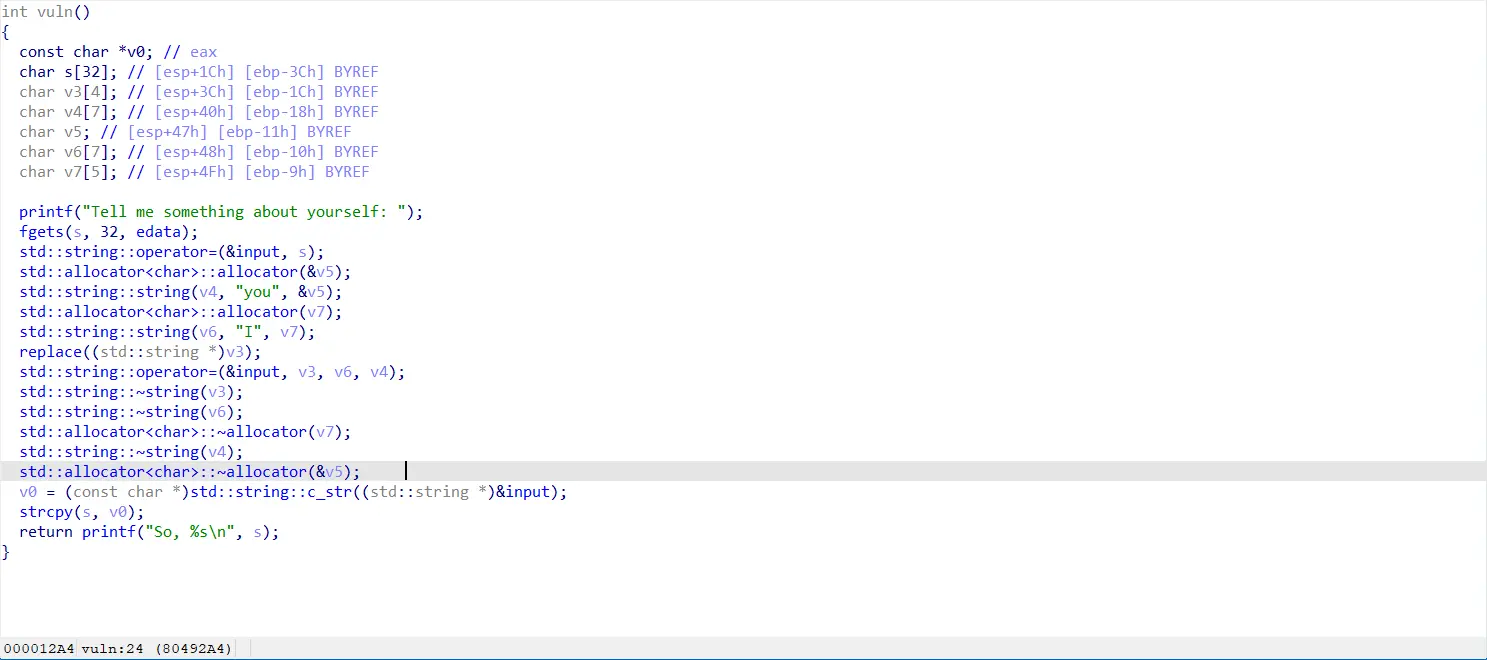 int vuln()
{
  const char *v0; // eax
  char s[32]; // [esp+1Ch] [ebp-3Ch] BYREF
  char v3[4]; // [esp+3Ch] [ebp-1Ch] BYREF
  char v4[7]; // [esp+40h] [ebp-18h] BYREF
  char v5; // [esp+47h] [ebp-11h] BYREF
  char v6[7]; // [esp+48h] [ebp-10h] BYREF
  char v7[5]; // [esp+4Fh] [ebp-9h] BYREF

  printf("Tell me something about yourself: ");
  fgets(s, 32, edata);
  std::string::operator=(&input, s);
  std::allocator<char>::allocator(&v5);
  std::string::string(v4, "you", &v5);
  std::allocator<char>::allocator(v7);
  std::string::string(v6, "I", v7);
  replace((std::string *)v3);
  std::string::operator=(&input, v3, v6, v4);
  std::string::~string(v3);
  std::string::~string(v6);
  std::allocator<char>::~allocator(v7);
  std::string::~string(v4);
  std::allocator<char>::~allocator(&v5);
  v0 = (const char *)std::string::c_str((std::string *)&input);
  strcpy(s, v0);
  return printf("So, %s\n", s);
}
000012A4 vuln:24 (80492A4)